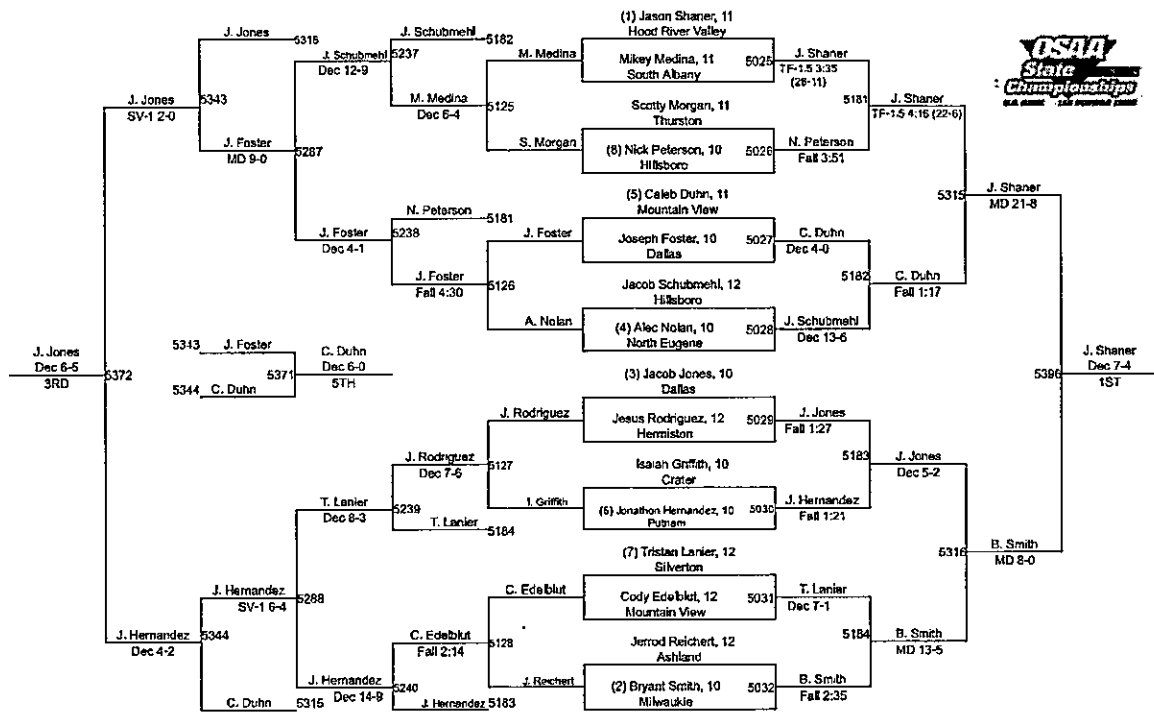 OSAA
State
Championships
(1) Jason Shaner, 11
Hood River Valley
Mikey Medina, 11
South Albany
5025
Scotty Morgan, 11
Thurston
(8) Nick Peterson, 10
Hillsboro
5026
(5) Caleb Duhn, 11
Mountain View
Joseph Foster, 10
Dallas
5027
Jacob Schubmehl, 12
Hillsboro
(4) Alec Nolan, 10
North Eugene
5028
(3) Jacob Jones, 10
Dallas
Jesus Rodriguez, 12
Hermiston
5029
Isaiah Griffith, 10
Crater
(6) Jonathon Hernandez, 10
Putnam
5030
(7) Tristan Lanier, 12
Silverton
Cody Edelblut, 12
Mountain View
5031
Jerrod Reichert, 12
Ashland
(2) Bryant Smith, 10
Milwaukie
5032
J. Shaner
TF-1.5 3:35
(26-11)
5181
N. Peterson
Fall 3:51
C. Duhn
Dec 4-0
5182
J. Schubmehl
Dec 13-6
J. Jones
Fall 1:27
5183
J. Hernandez
Fall 1:21
T. Lanier
Dec 7-1
5184
B. Smith
Fall 2:35
J. Shaner
TF-1.5 4:16 (22-6)
5315
C. Duhn
Fall 1:17
J. Jones
Dec 5-2
5316
B. Smith
MD 13-5
J. Shaner
MD 21-8
5396
B. Smith
MD 8-0
J. Shaner
Dec 7-4
1ST
M. Medina
5125
S. Morgan
J. Foster
5126
A. Nolan
J. Rodriguez
5127
I. Griffith
C. Edelblut
5128
J. Reichert
J. Schubmehl
5182
5237
M. Medina
Dec 6-4
N. Peterson
5181
5238
J. Foster
Fall 4:30
J. Rodriguez
Dec 7-6
5239
T. Lanier
5184
C. Edelblut
Fall 2:14
5240
J. Hernandez
5183
J. Schubmehl
Dec 12-9
5287
J. Foster
Dec 4-1
T. Lanier
Dec 8-3
5288
J. Hernandez
Dec 14-9
J. Jones
5316
5343
J. Foster
MD 9-0
J. Hernandez
SV-1 6-4
5344
C. Duhn
5315
J. Jones
SV-1 2-0
5372
J. Hernandez
Dec 4-2
J. Jones
Dec 6-5
3RD
5343
J. Foster
5371
5344
C. Duhn
C. Duhn
Dec 6-0
5TH